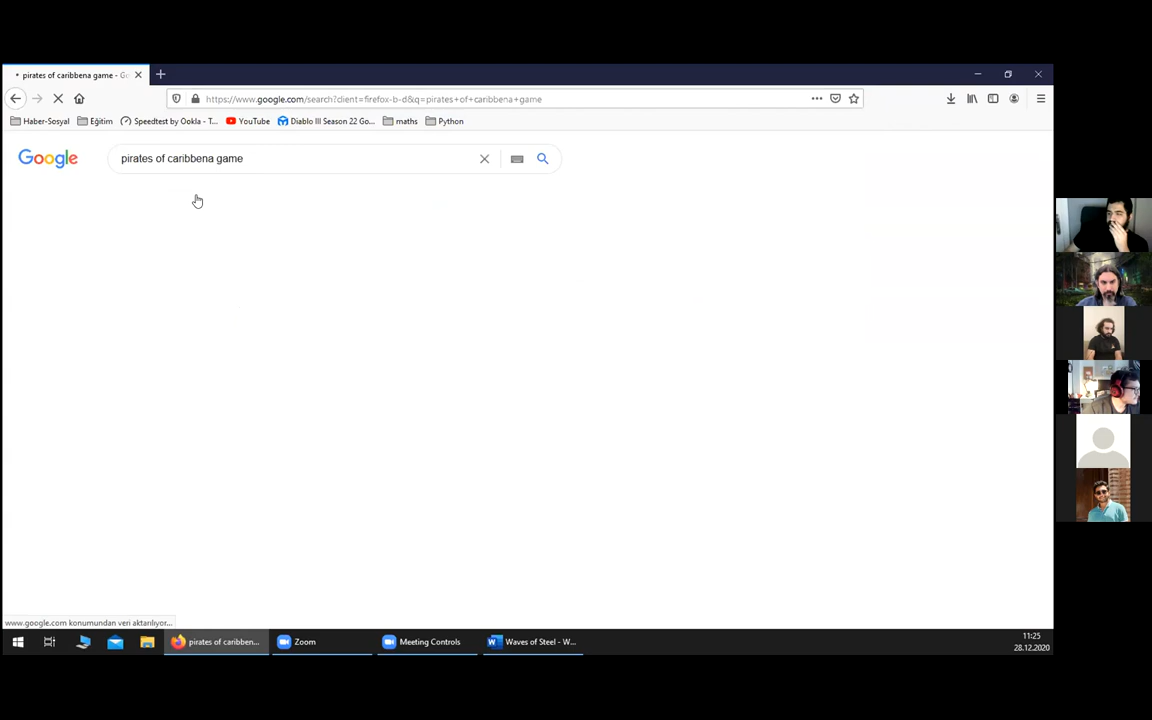 pirates of caribbena game - Go
https://www.google.com/search?client=firefox-b-d&q=pirates+of+caribbena+game
Haber-Sosyal
Eğitim
Speedtest by Ookla - T...
YouTube
Diablo III Season 22 Go...
maths
Python
Google
pirates of caribbena game
www.google.com konumundan veri aktarılıyor...
pirates of caribben...
Zoom
Meeting Controls
Waves of Steel - W...
11:25
28.12.2020